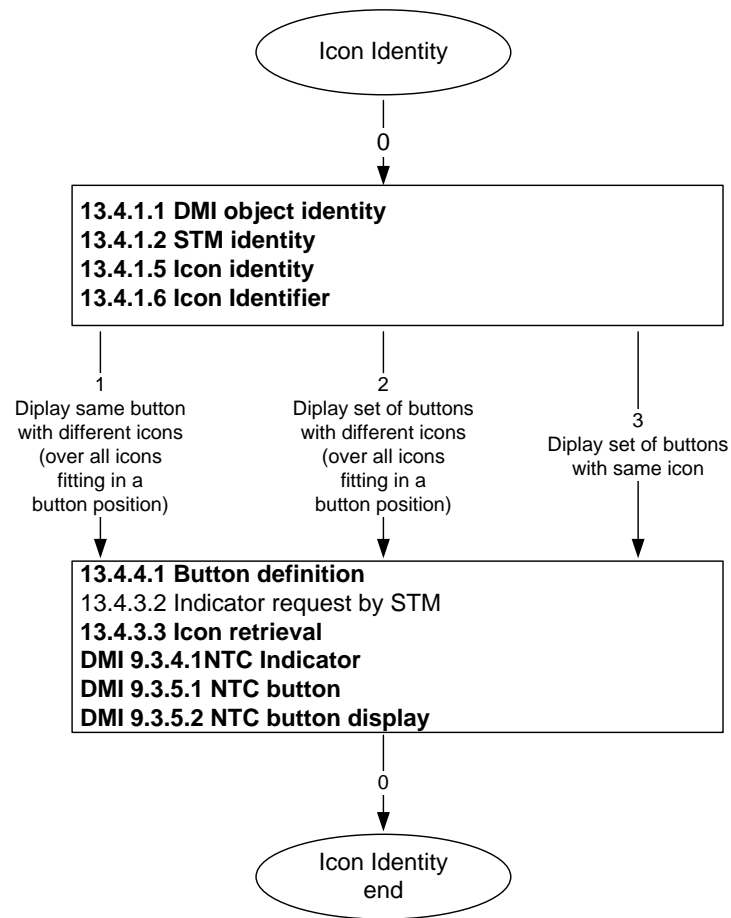 Icon Identity
0
13.4.1.1 DMI object identity
13.4.1.2 STM identity
13.4.1.5 Icon identity
13.4.1.6 Icon Identifier
1
Diplay same button
with different icons
(over all icons
fitting in a
button position)
2
Diplay set of buttons
with different icons
(over all icons
fitting in a
button position)
3
Diplay set of buttons
with same icon
13.4.4.1 Button definition
13.4.3.2 Indicator request by STM
13.4.3.3 Icon retrieval
DMI 9.3.4.1NTC Indicator
DMI 9.3.5.1 NTC button
DMI 9.3.5.2 NTC button display
0
Icon Identity
end